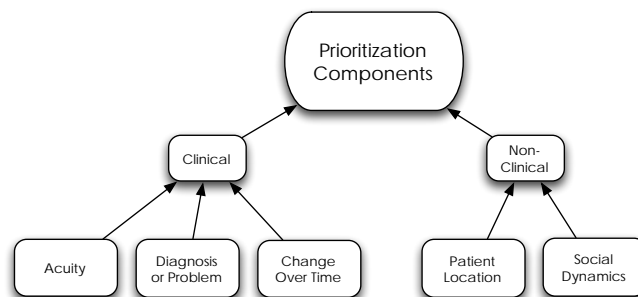 Prioritization
Components
Clinical
Non-
Clinical
Acuity
Diagnosis
or Problem
Change
Over Time
Patient
Location
Social
Dynamics